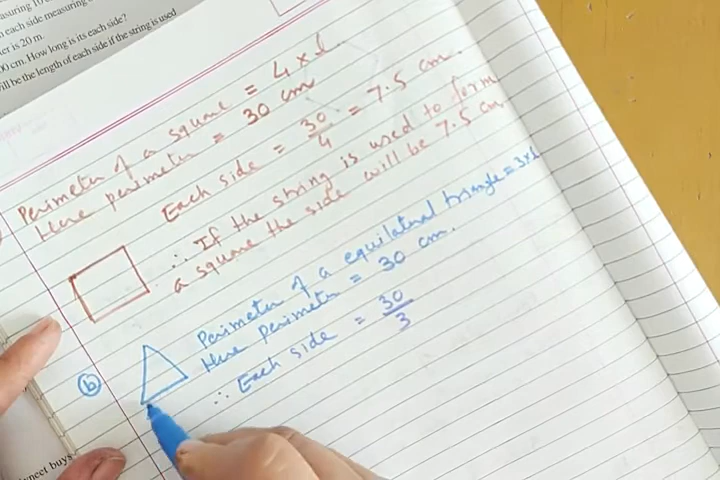 asuring 10
each side measuring
er is 20 m.
00 cm. How long is its each side?
be the length of each side if the string is used
Perimeter of a square = 4 × l
Here perimeter = 30 cm
Each side = 30/4 = 7.5 cm.
∴ If the string is used to form
a square the side will be 7.5 cm
(b)
Perimeter of a equilateral triangle = 3×l
Here perimeter = 30 cm.
∴ Each side = 30/3
buys